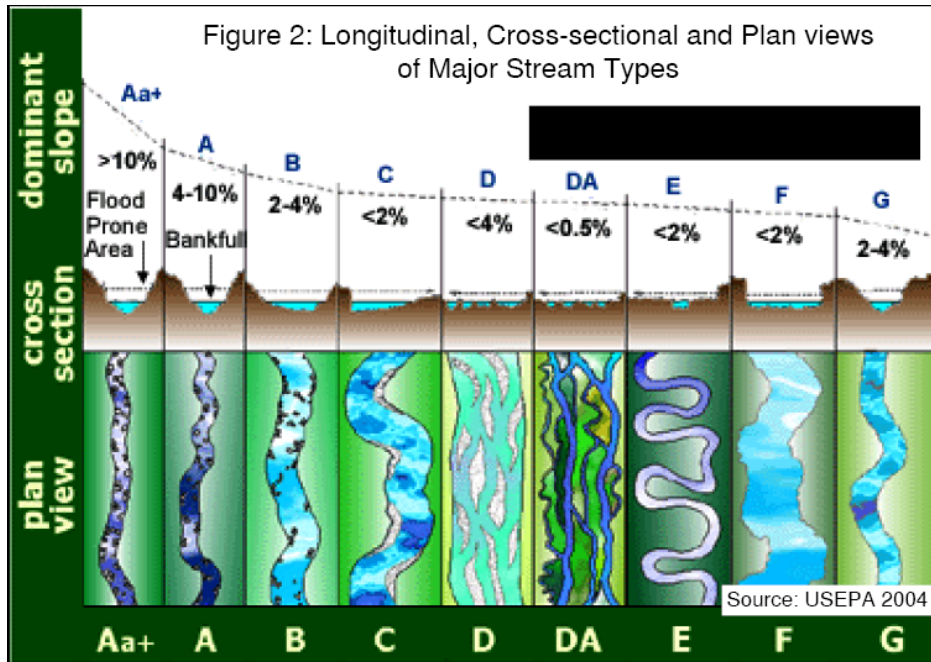 Figure 2: Longitudinal, Cross-sectional and Plan views
of Major Stream Types
dominant
slope
Aa+
A
B
C
D
DA
E
F
G
>10%
4-10%
2-4%
<2%
<4%
<0.5%
<2%
<2%
2-4%
Flood
Prone
Area
Bankfull
cross
section
plan
view
Source: USEPA 2004
Aa+ A B C D DA E F G